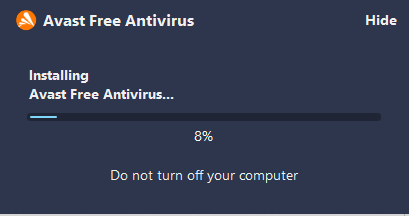 Avast Free Antivirus
Hide
Installing
Avast Free Antivirus...
8%
Do not turn off your computer